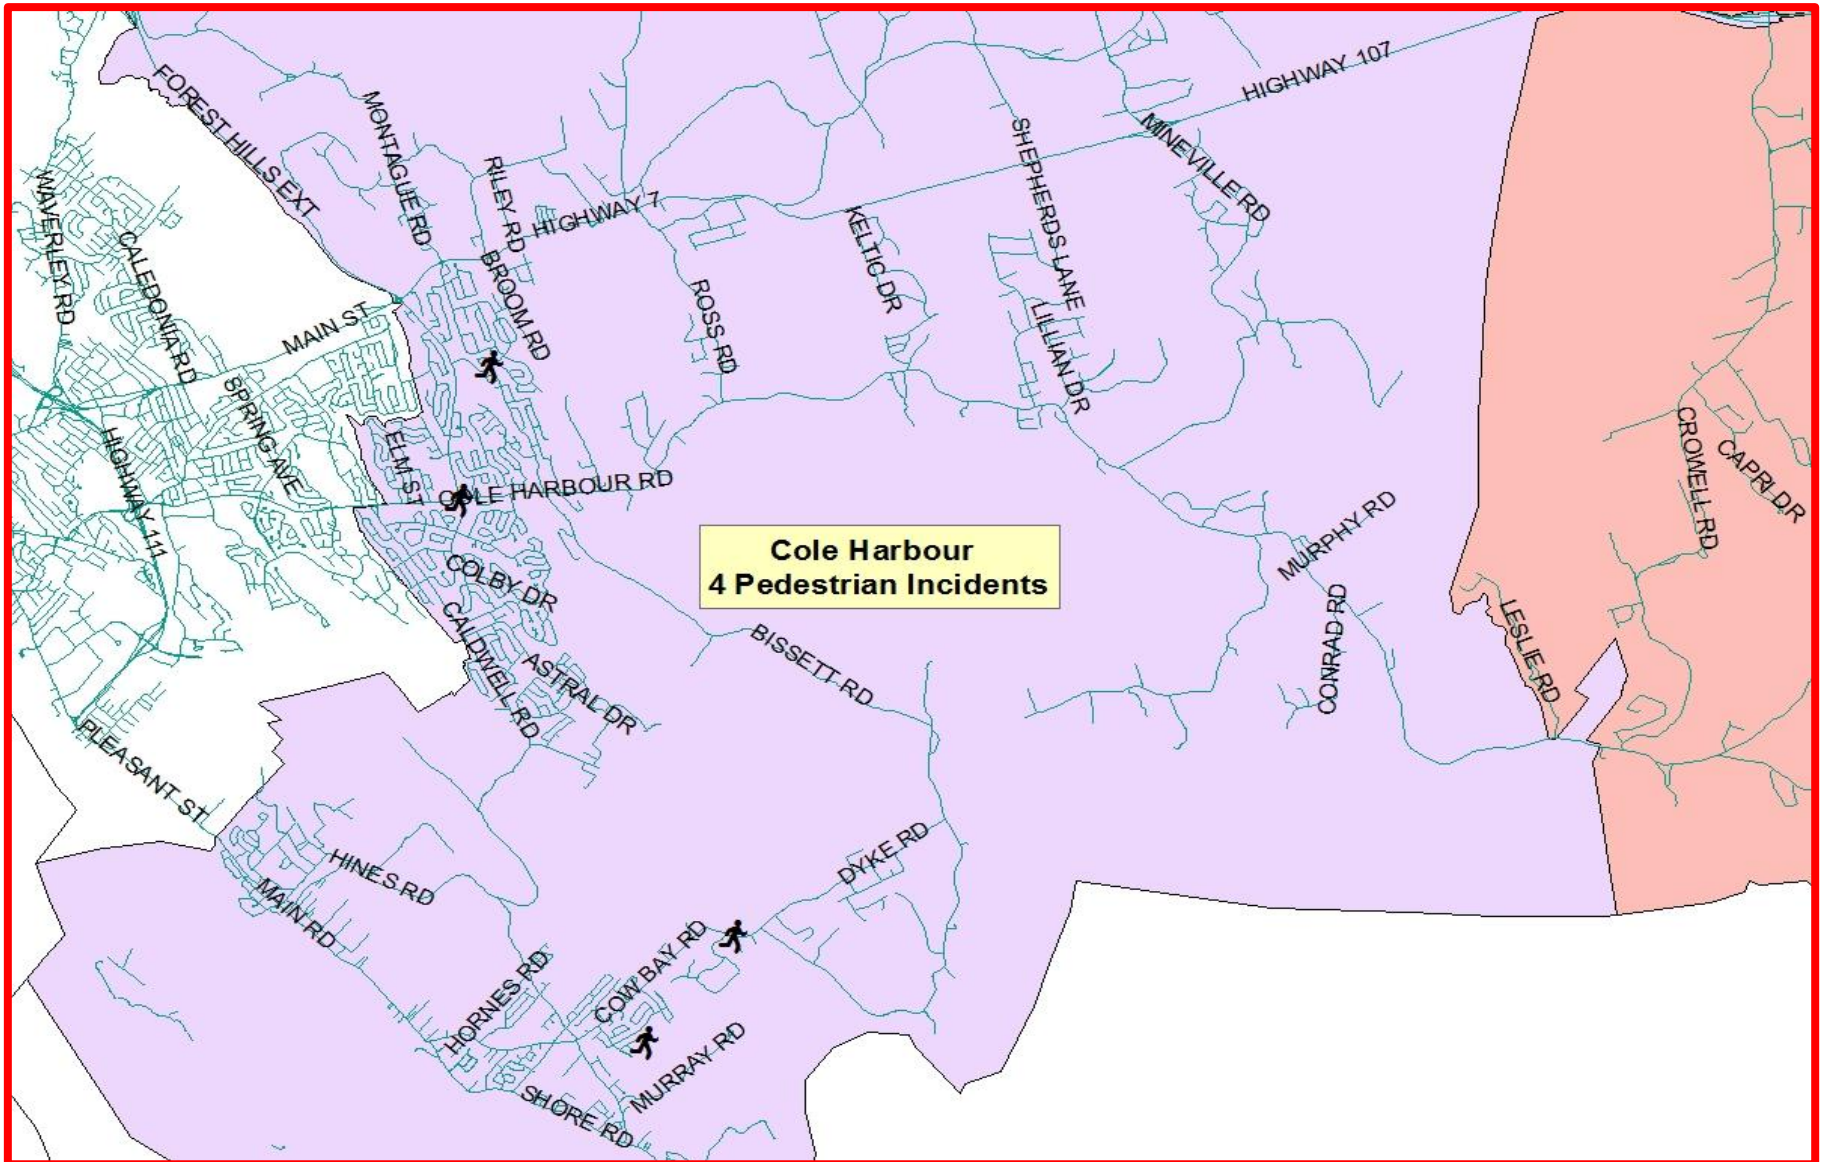 HIGHWAY 107
FOREST HILLS EXT
MONTAGUE RD
SHEPHERDS LANE
MINEVILLE RD
RILEY RD
WAVERLEY RD
HIGHWAY 7
KELTIC DR
CALEDONIA RD
BROOM RD
ROSS RD
MAIN ST
LILLIAN DR
SPRING AVE
CROWELL RD
CAPRI DR
HIGHWAY 111
ELM ST
COLE HARBOUR RD
MURPHY RD
Cole Harbour
4 Pedestrian Incidents
COLBY DR
CONRAD RD
CALDWELL RD
LESLIE RD
BISSETT RD
ASTRAL DR
PLEASANT ST
DYKE RD
HINES RD
MAIN RD
COW BAY RD
HORNES RD
MURRAY RD
SHORE RD